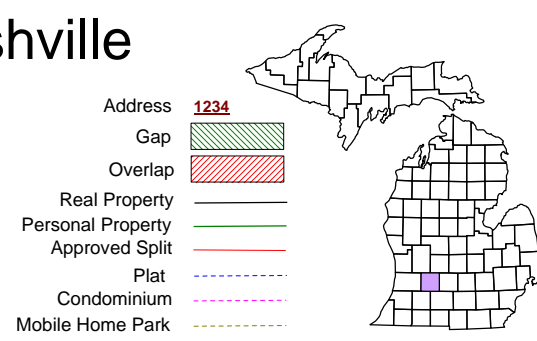 shville
Address 1234
Gap
Overlap
Real Property
Personal Property
Approved Split
Plat
Condominium
Mobile Home Park